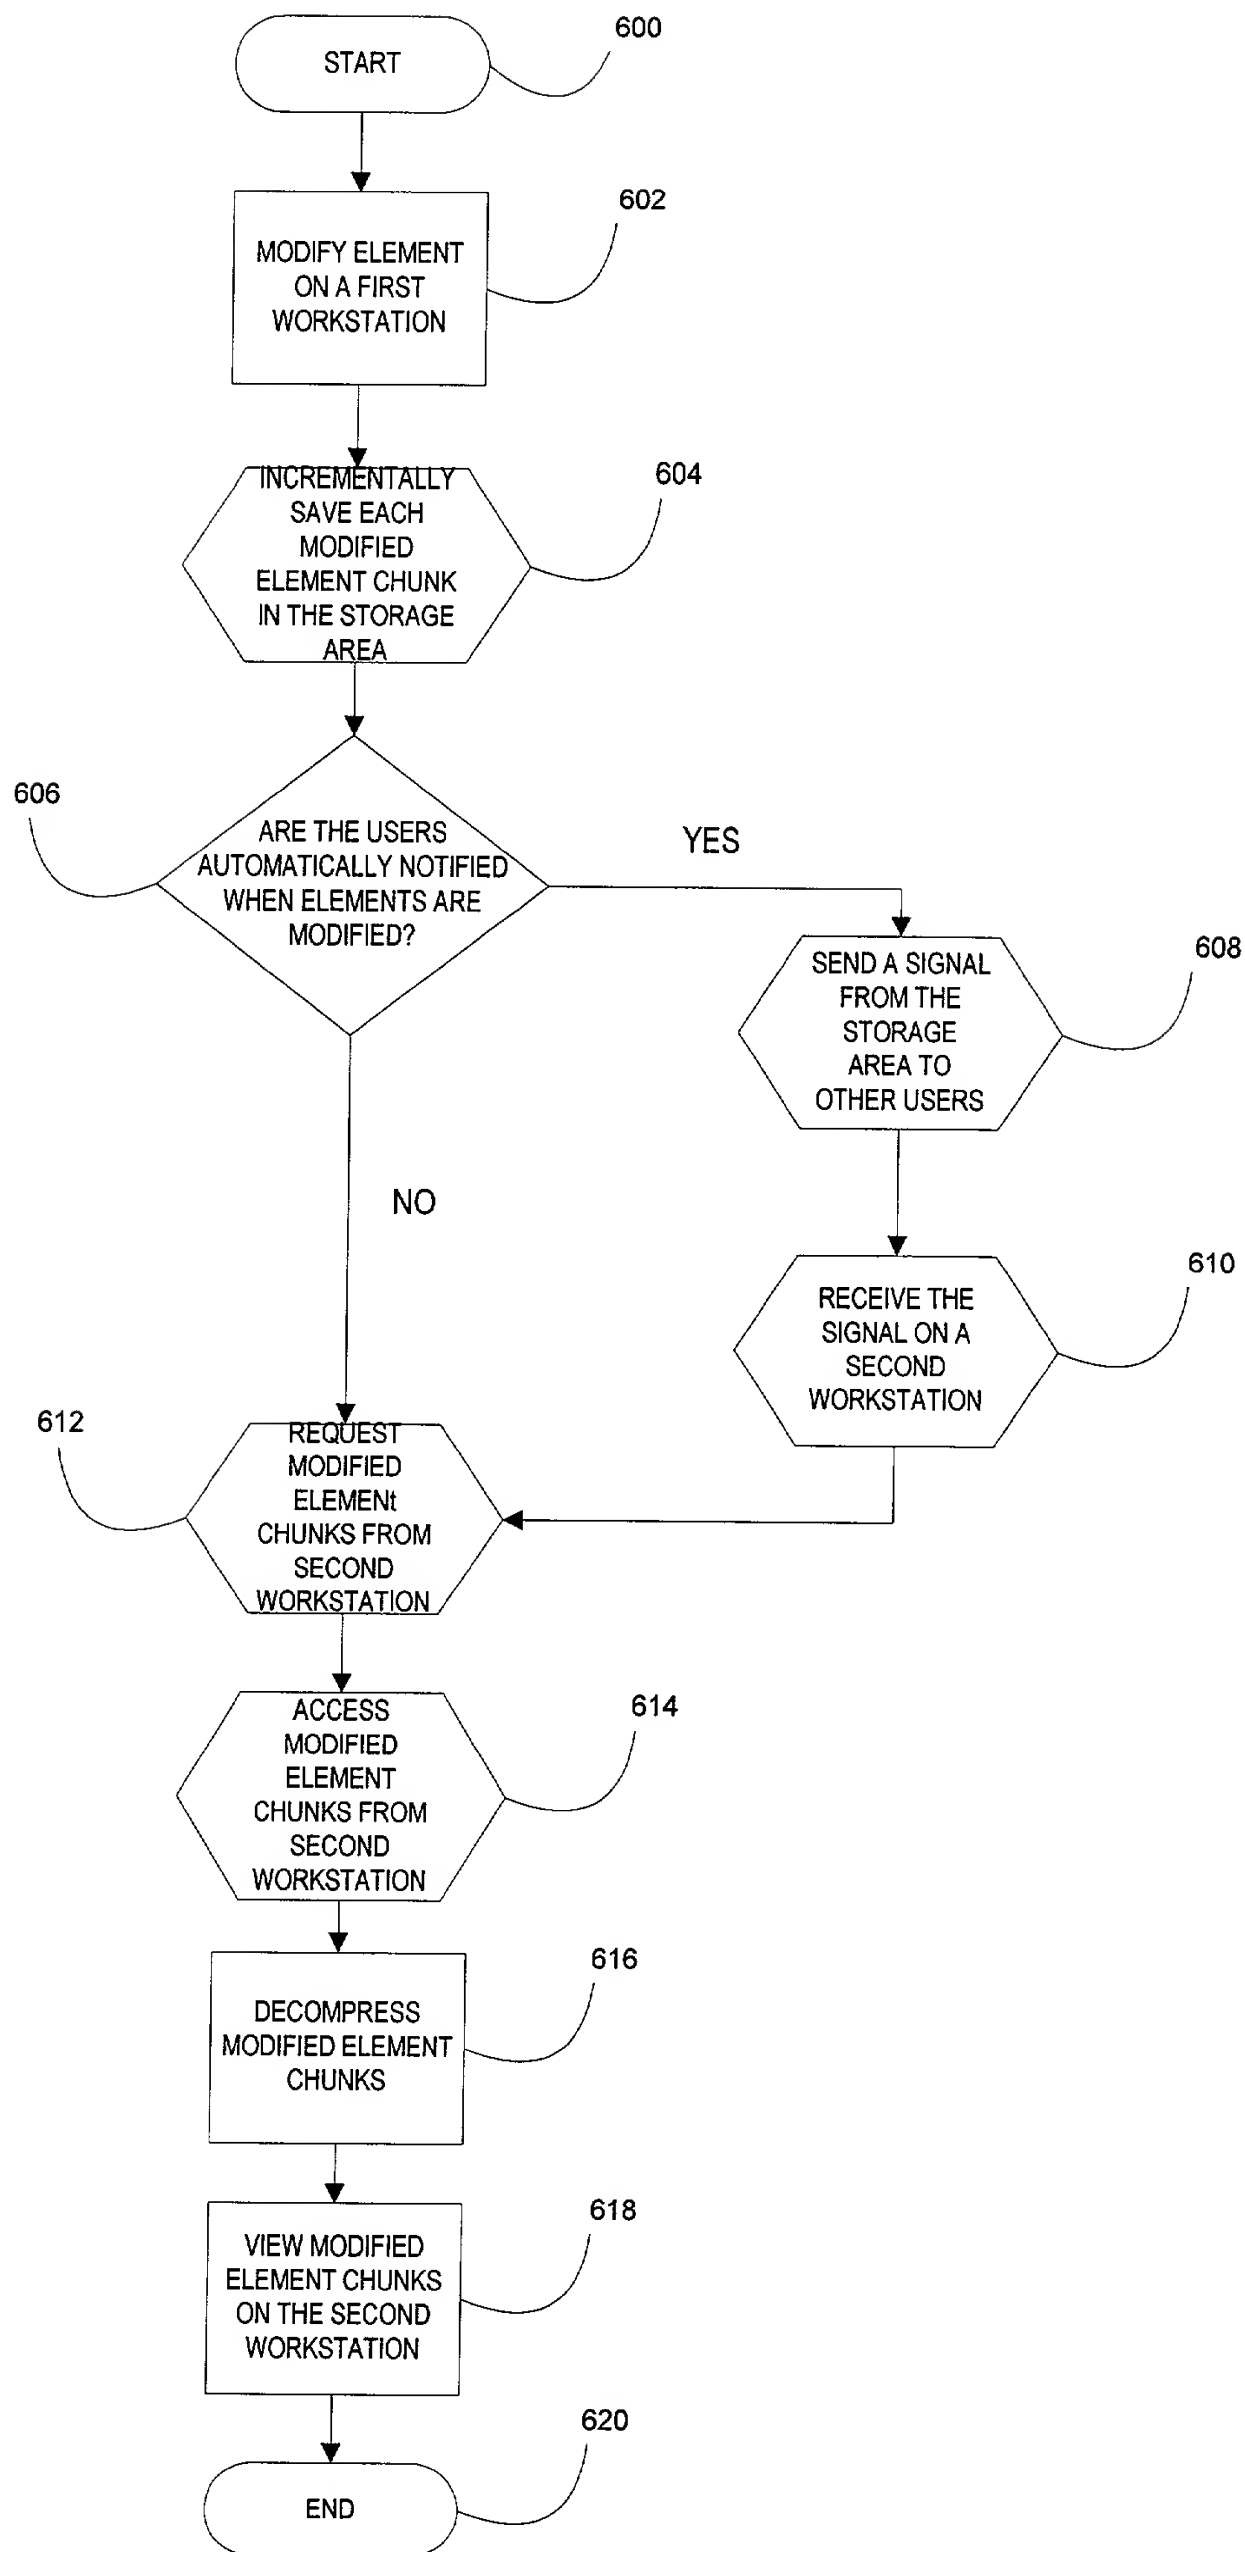 START
600
602
MODIFY ELEMENT
ON A FIRST
WORKSTATION
604
INCREMENTALLY
SAVE EACH
MODIFIED
ELEMENT CHUNK
IN THE STORAGE
AREA
606
ARE THE USERS
AUTOMATICALLY NOTIFIED
WHEN ELEMENTS ARE
MODIFIED?
YES
608
SEND A SIGNAL
FROM THE
STORAGE
AREA TO
OTHER USERS
NO
610
RECEIVE THE
SIGNAL ON A
SECOND
WORKSTATION
612
REQUEST
MODIFIED
ELEMENt
CHUNKS FROM
SECOND
WORKSTATION
614
ACCESS
MODIFIED
ELEMENT
CHUNKS FROM
SECOND
WORKSTATION
616
DECOMPRESS
MODIFIED ELEMENT
CHUNKS
618
VIEW MODIFIED
ELEMENT CHUNKS
ON THE SECOND
WORKSTATION
620
END